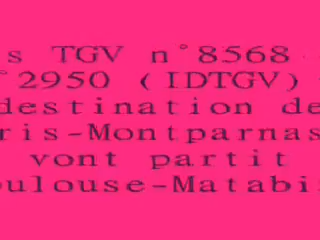 s TGV n°8568
°2950 (IDTGV)
destination de
ris-Montparnas
vont partit
oulouse-Matabi